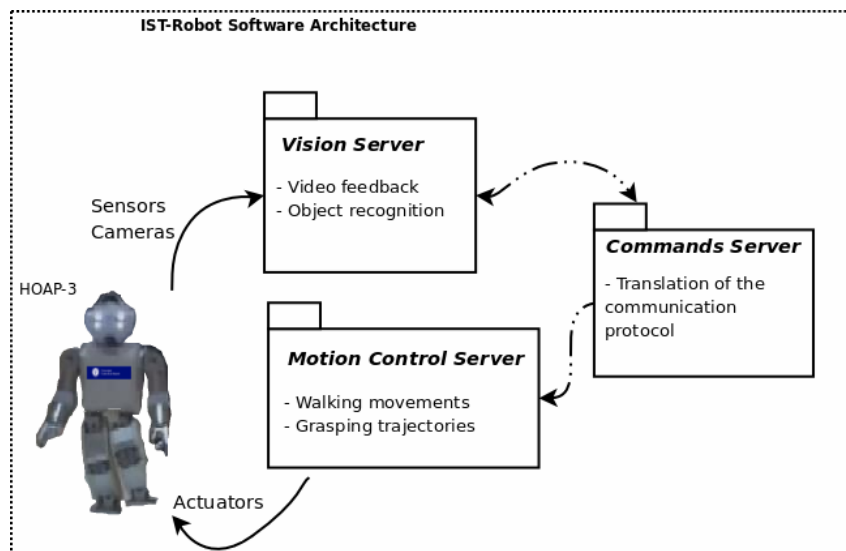 IST-Robot Software Architecture
Vision Server
- Video feedback
- Object recognition
Sensors
Cameras
Commands Server
- Translation of the
communication
protocol
HOAP-3
Motion Control Server
- Walking movements
- Grasping trajectories
Actuators